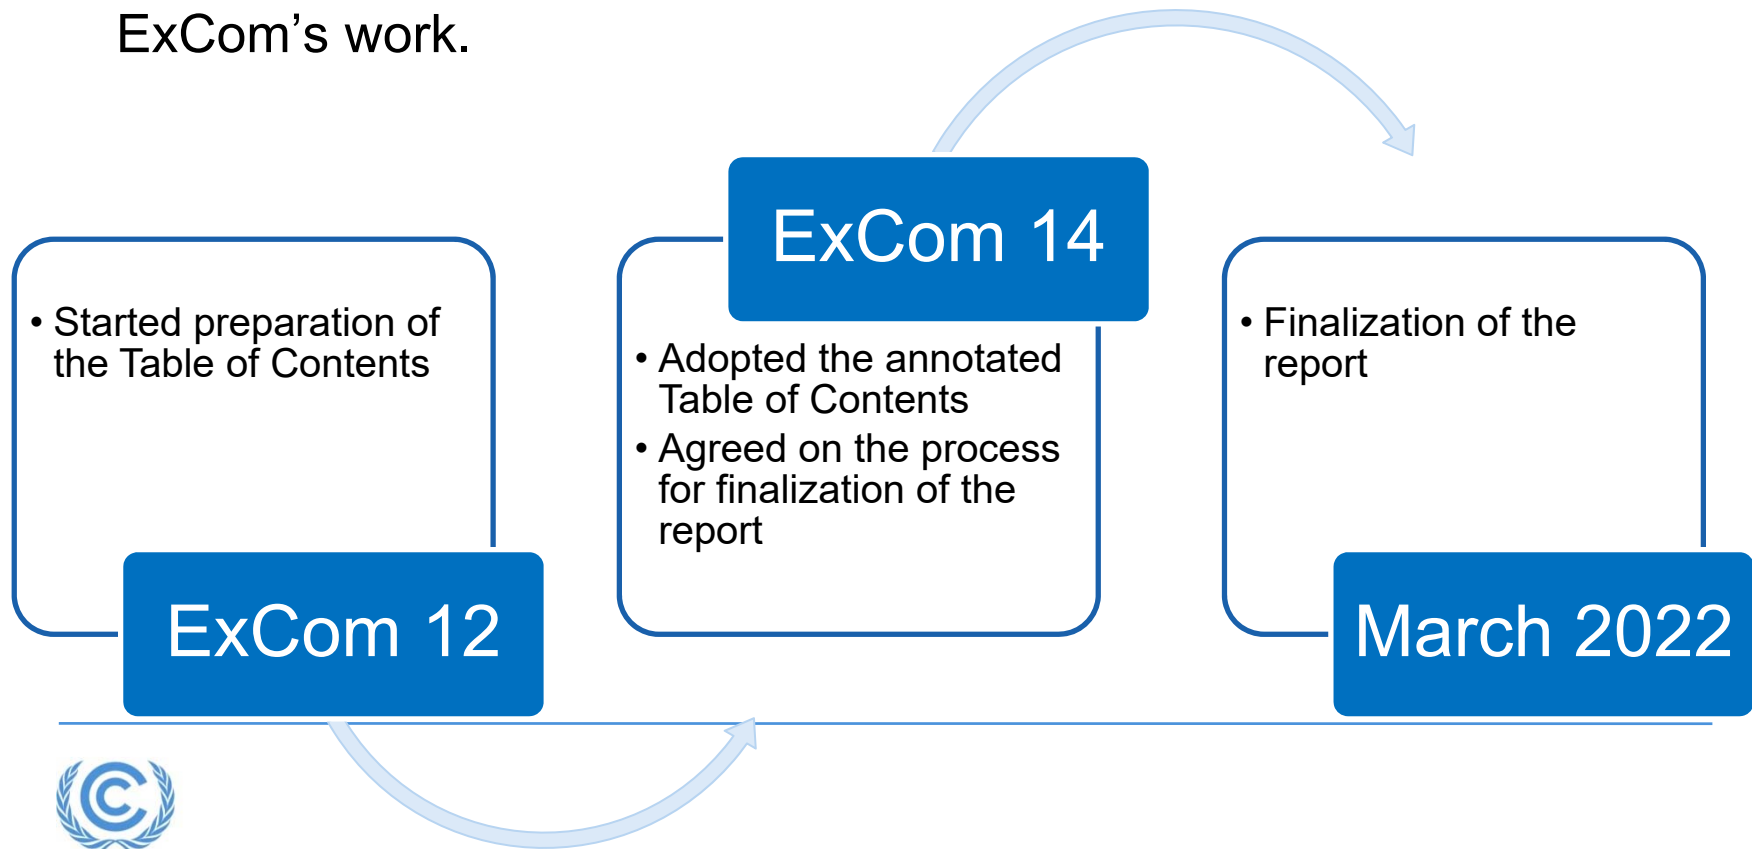 ExCom’s work.
• Started preparation of
the Table of Contents
ExCom 12
ExCom 14
• Adopted the annotated
Table of Contents
• Agreed on the process
for finalization of the
report
• Finalization of the
report
March 2022